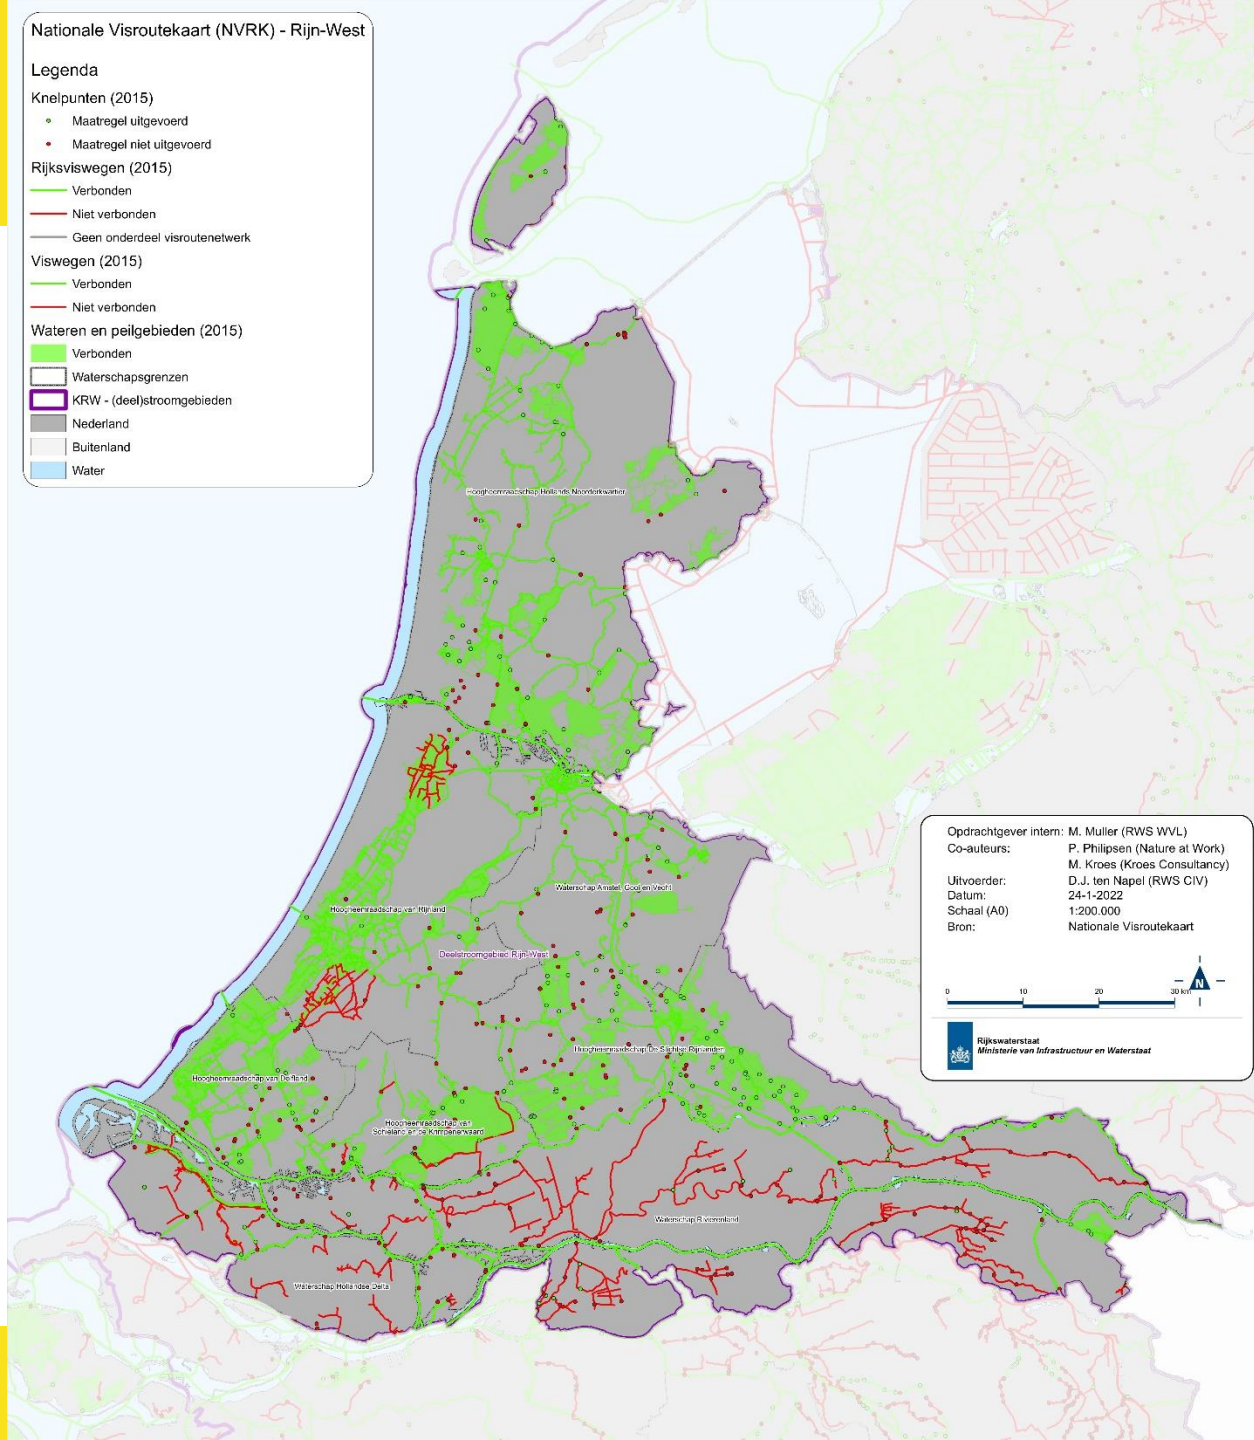 Nationale Visroutekaart (NVRK) - Rijn-West
Legenda
Knelpunten (2015)
Maatregel uitgevoerd
Maatregel niet uitgevoerd
Rijksviswegen (2015)
Verbonden
Niet verbonden
Geen onderdeel visroutenetwerk
Viswegen (2015)
Verbonden
Niet verbonden
Wateren en peilgebieden (2015)
Verbonden
Waterschapsgrenzen
KRW - (deel)stroomgebieden
Nederland
Buitenland
Water
Hoogheemraadschap Hollands Noorderkwartier
Opdrachtgever intern: M. Muller (RWS WVL)
Co-auteurs: P. Philipsen (Nature at Work)
M. Kroes (Kroes Consultancy)
Uitvoerder: D.J. ten Napel (RWS CIV)
Datum: 24-1-2022
Schaal (A0) 1:200.000
Bron: Nationale Visroutekaart
0 10 20 30 km
N
Rijkswaterstaat
Ministerie van Infrastructuur en Waterstaat
Waterschap Amstel, Gooi en Vecht
Hoogheemraadschap van Rijnland
Deelstroomgebied Rijn-West
Hoogheemraadschap De Stichtse Rijnlanden
Hoogheemraadschap van Delfland
Hoogheemraadschap van
Schieland en de Krimpenerwaard
Waterschap Rivierenland
Waterschap Hollandse Delta